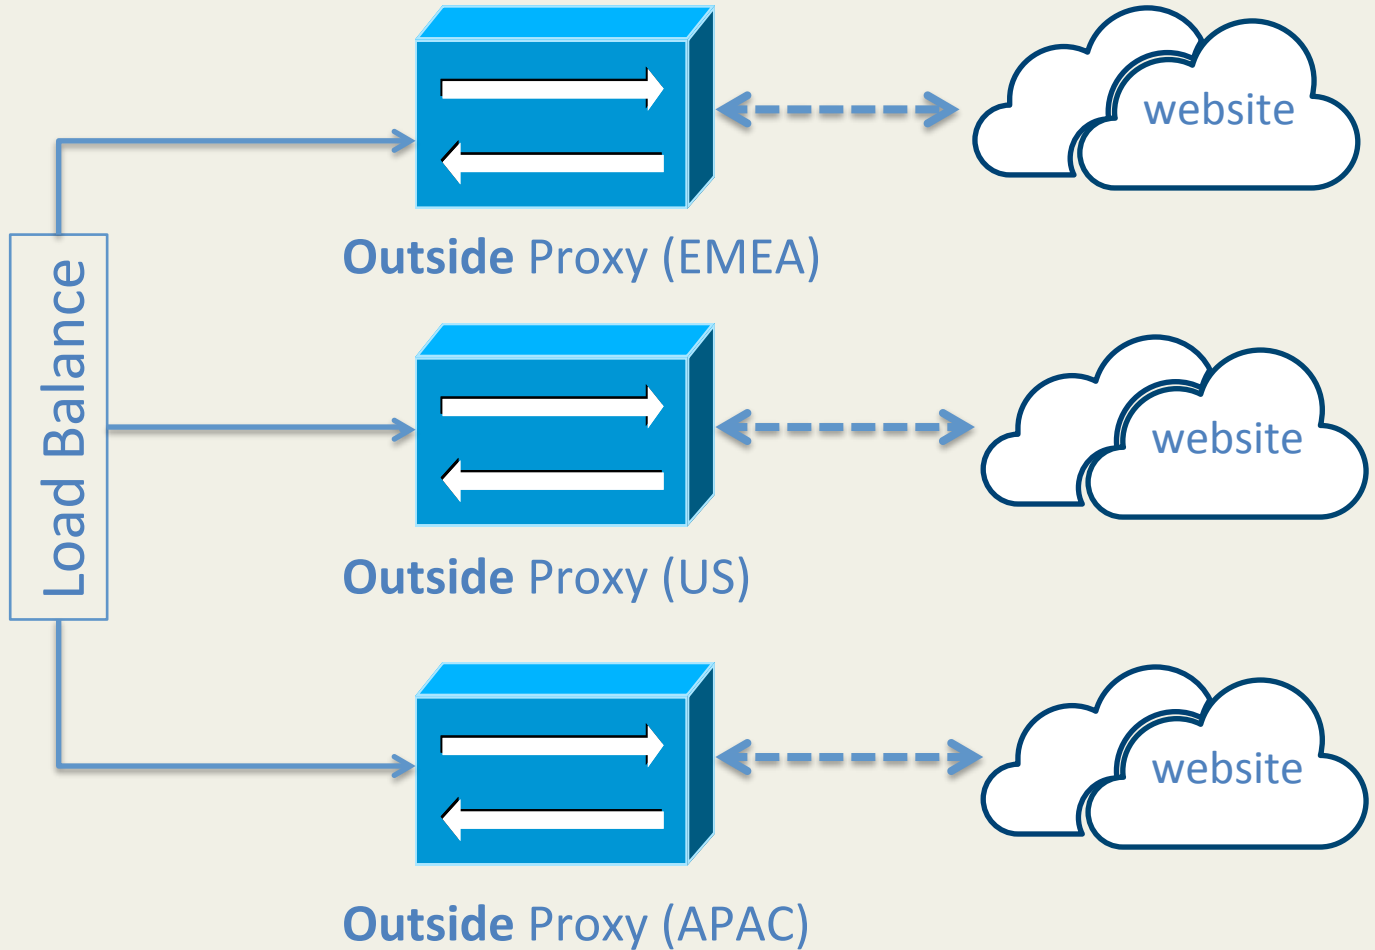 website
Outside Proxy (EMEA)
Load Balance
website
Outside Proxy (US)
website
Outside Proxy (APAC)